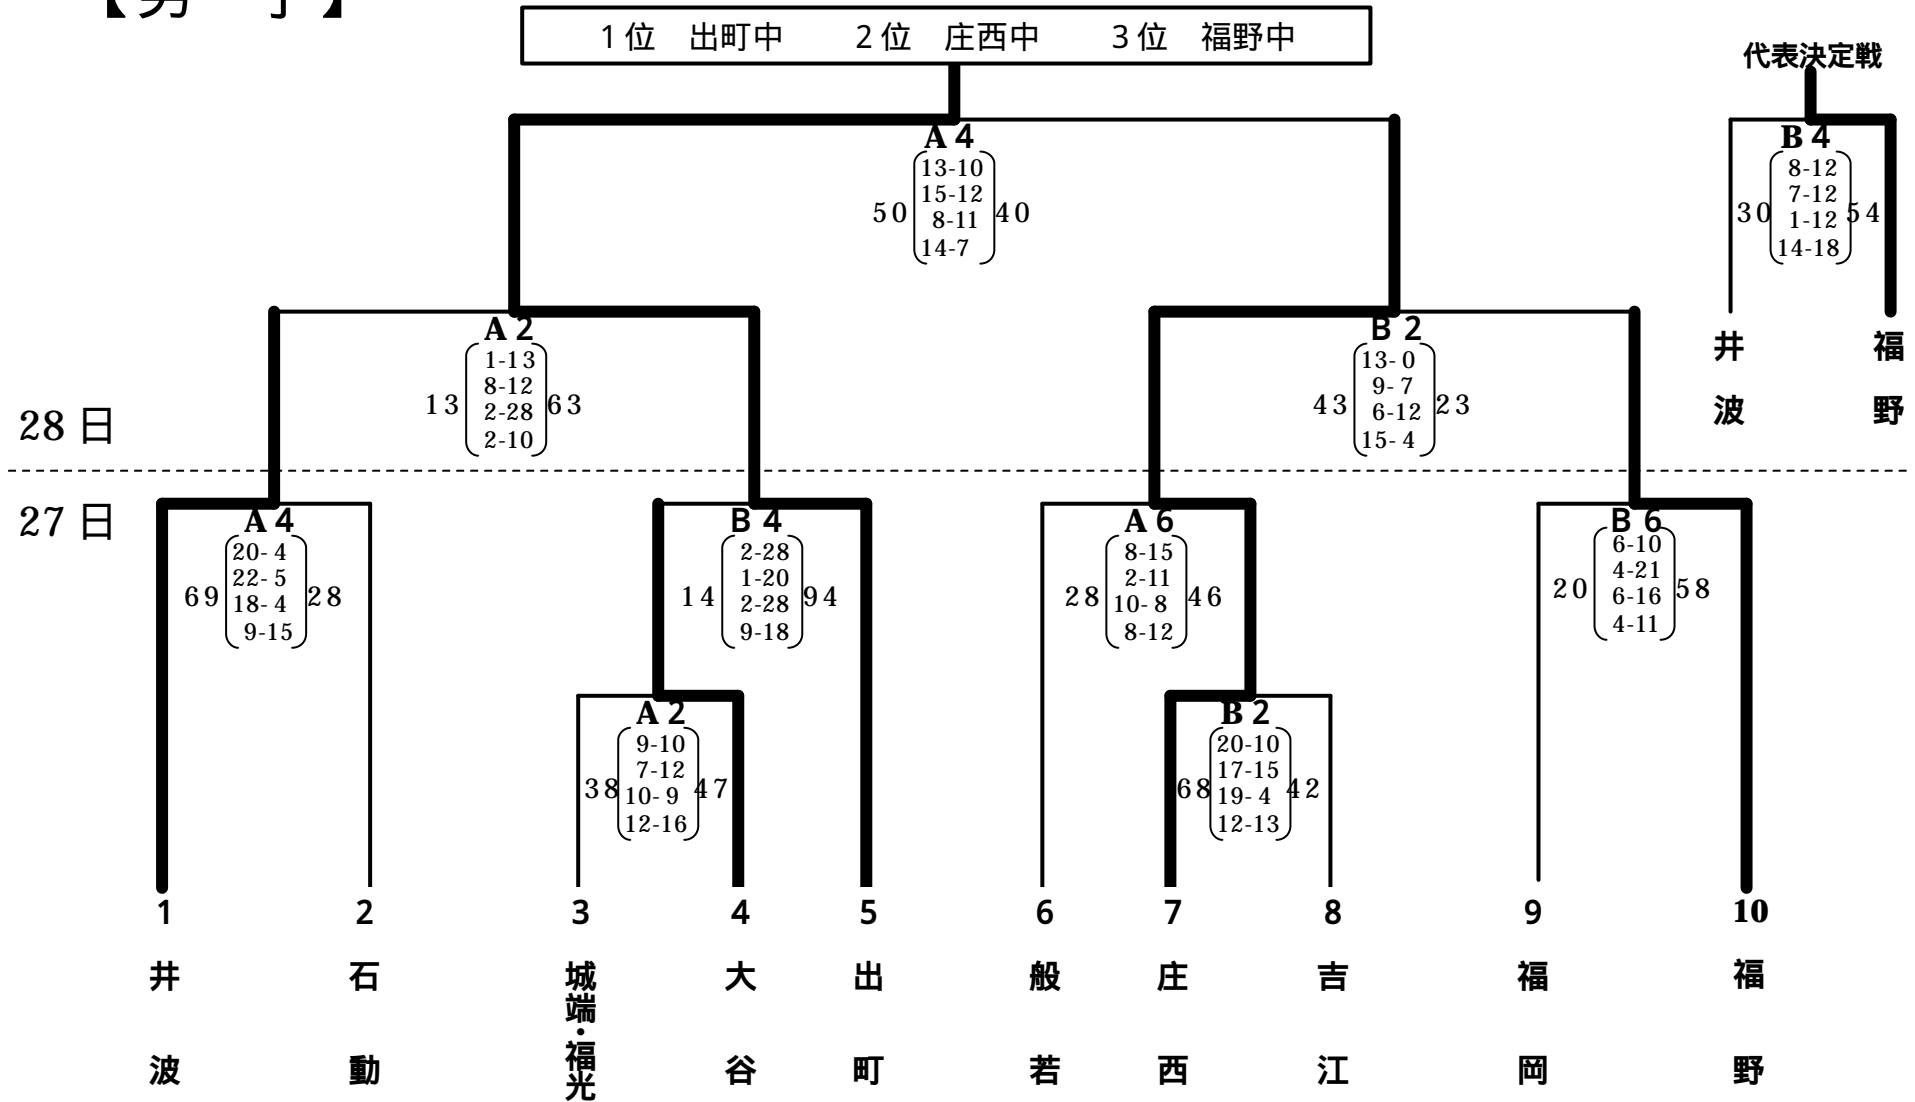 【男　子】
1位　出町中　2位　庄西中　3位　福野中
代表決定戦
A 4
13-10
15-12
50 40
8-11
14-7
B 4
8-12
7-12
30 54
1-12
14-18
井波
福野
A 2
1-13
8-12
13 63
2-28
2-10
B 2
13- 0
9- 7
43 23
6-12
15- 4
28日
27日
A 4
20- 4
22- 5
69 28
18- 4
9-15
B 4
2-28
1-20
14 94
2-28
9-18
A 6
8-15
2-11
28 46
10- 8
8-12
B 6
6-10
4-21
20 58
6-16
4-11
A 2
9-10
7-12
38 47
10- 9
12-16
B 2
20-10
17-15
68 42
19- 4
12-13
1 2 3 4 5 6 7 8 9 10
井波
石動
城端・福光
大谷
出町
般若
庄西
吉江
福岡
福野